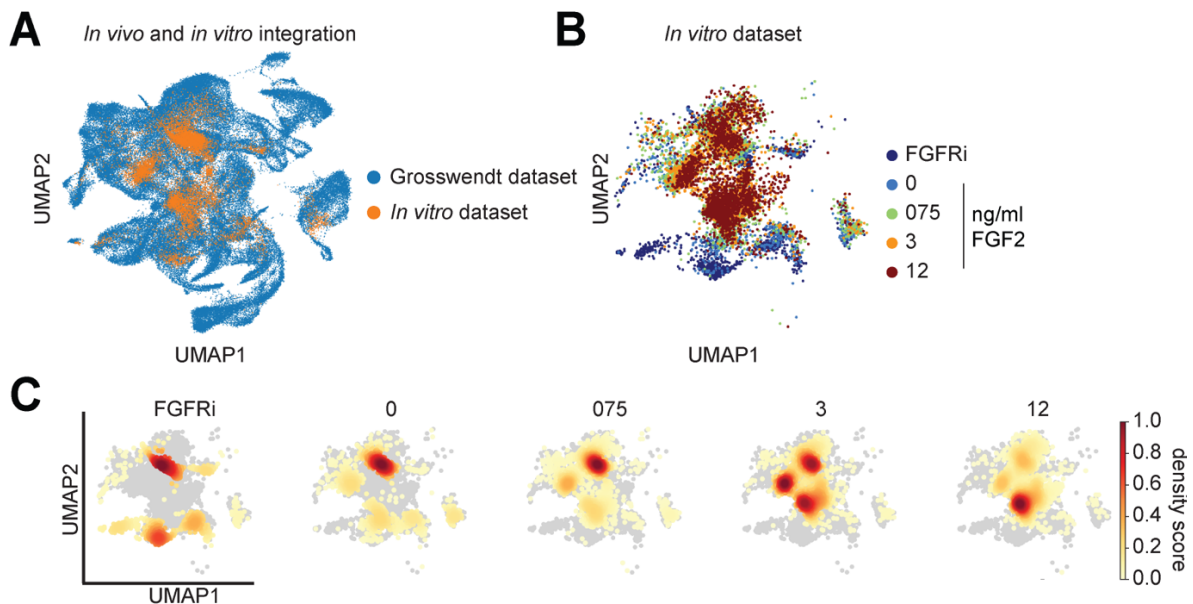 A
In vivo and in vitro integration
UMAP2
UMAP1
Grosswendt dataset
In vitro dataset
B
In vitro dataset
UMAP2
UMAP1
FGFRi
0
075
3
12
ng/ml
FGF2
C
FGFRi
0
075
3
12
UMAP2
UMAP1
1.0
0.8
0.6
0.4
0.2
0.0
density score